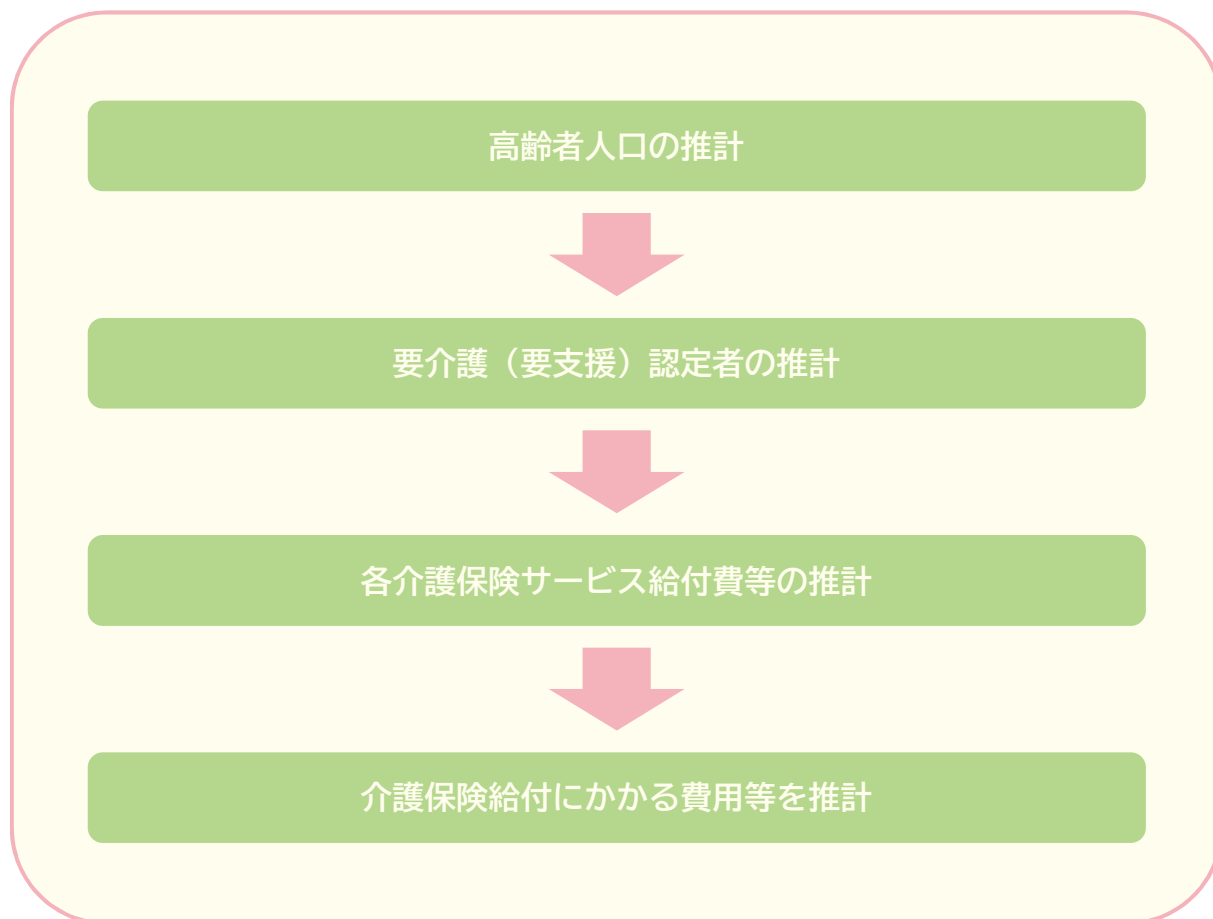 高齢者人口の推計
要介護（要支援）認定者の推計
各介護保険サービス給付費等の推計
介護保険給付にかかる費用等を推計